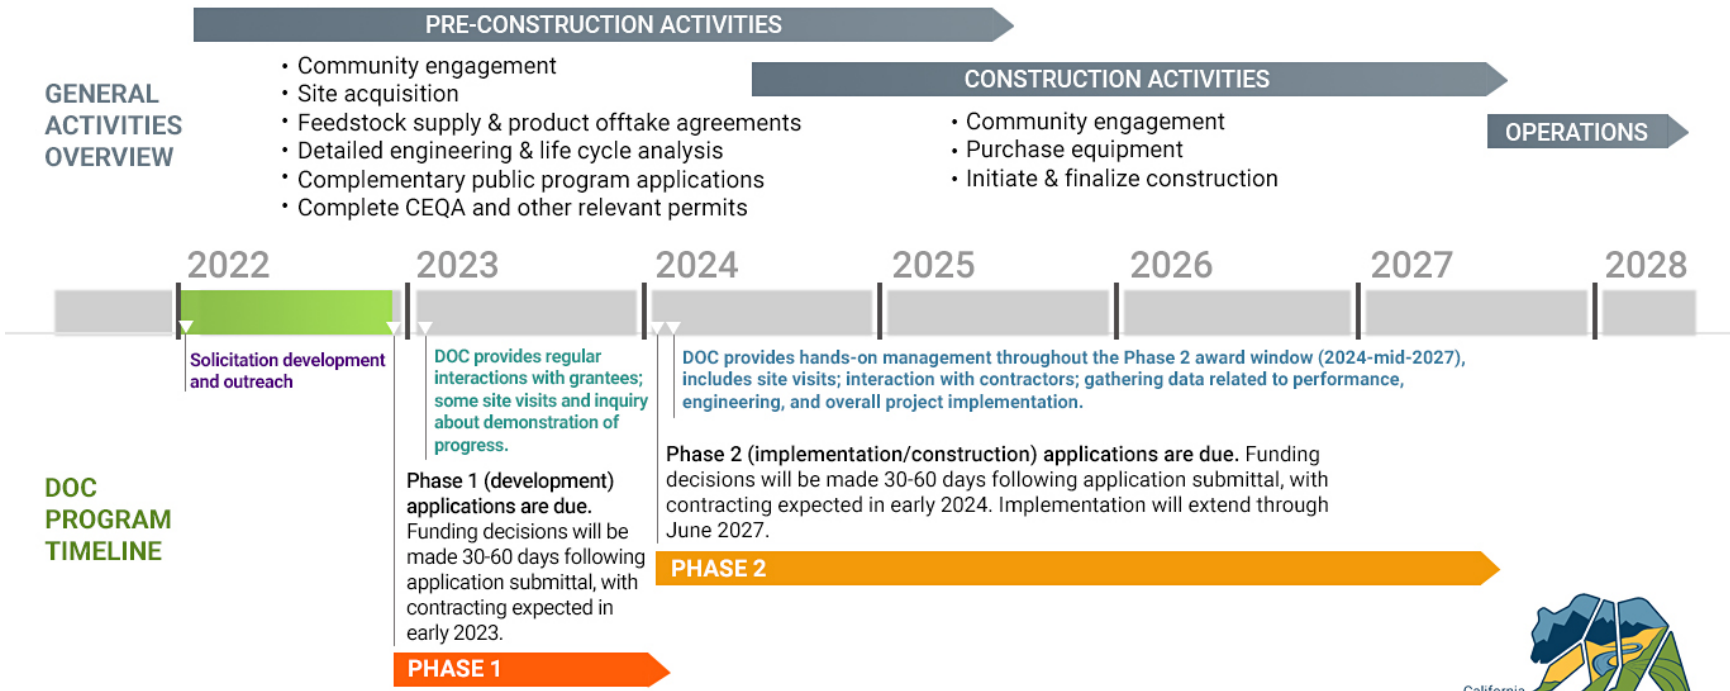 PRE-CONSTRUCTION ACTIVITIES
GENERAL
ACTIVITIES
OVERVIEW
• Community engagement
• Site acquisition
• Feedstock supply & product offtake agreements
• Detailed engineering & life cycle analysis
• Complementary public program applications
• Complete CEQA and other relevant permits
CONSTRUCTION ACTIVITIES
• Community engagement
• Purchase equipment
• Initiate & finalize construction
OPERATIONS
2022 2023 2024 2025 2026 2027 2028
DOC
PROGRAM
TIMELINE
Solicitation development
and outreach
DOC provides regular
interactions with grantees;
some site visits and inquiry
about demonstration of
progress.
Phase 1 (development)
applications are due.
Funding decisions will be
made 30-60 days following
application submittal, with
contracting expected in
early 2023.
PHASE 1
DOC provides hands-on management throughout the Phase 2 award window (2024-mid-2027),
includes site visits; interaction with contractors; gathering data related to performance,
engineering, and overall project implementation.
Phase 2 (implementation/construction) applications are due. Funding
decisions will be made 30-60 days following application submittal, with
contracting expected in early 2024. Implementation will extend through
June 2027.
PHASE 2
California